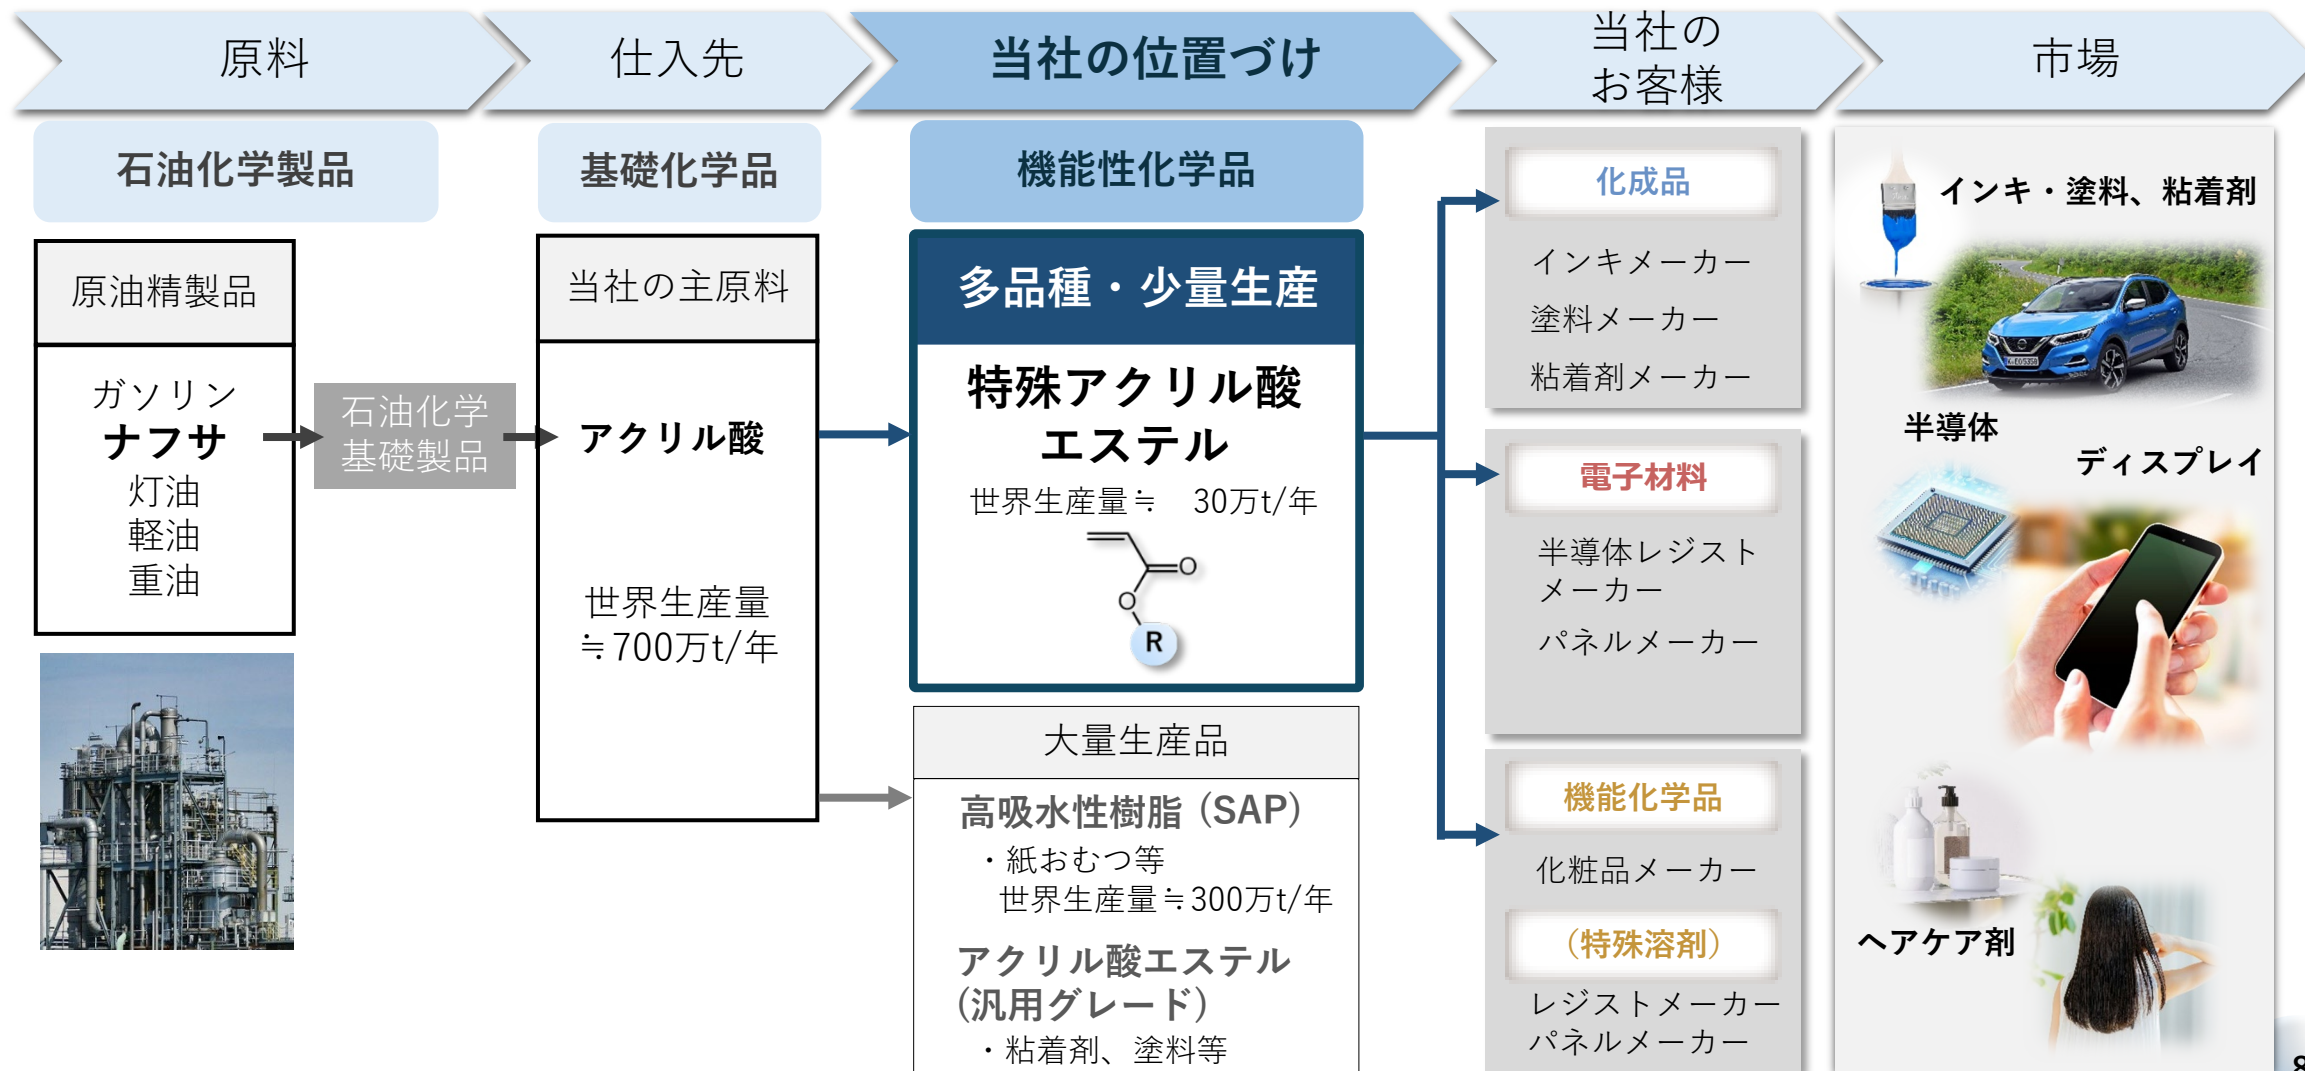 原料
仕入先
当社の位置づけ
当社の
お客様
市場
石油化学製品
基礎化学品
機能性化学品
原油精製品
ガソリン
ナフサ
灯油
軽油
重油
石油化学
基礎製品
当社の主原料
アクリル酸
世界生産量
≒700万t/年
多品種・少量生産
特殊アクリル酸
エステル
世界生産量≒　30万t/年
O
O
R
大量生産品
高吸水性樹脂（SAP）
・紙おむつ等
世界生産量≒300万t/年
アクリル酸エステル
(汎用グレード)
・粘着剤、塗料等
化成品
インキメーカー
塗料メーカー
粘着剤メーカー
電子材料
半導体レジスト
メーカー
パネルメーカー
機能化学品
化粧品メーカー
（特殊溶剤）
レジストメーカー
パネルメーカー
インキ・塗料、粘着剤
半導体
ディスプレイ
ヘアケア剤